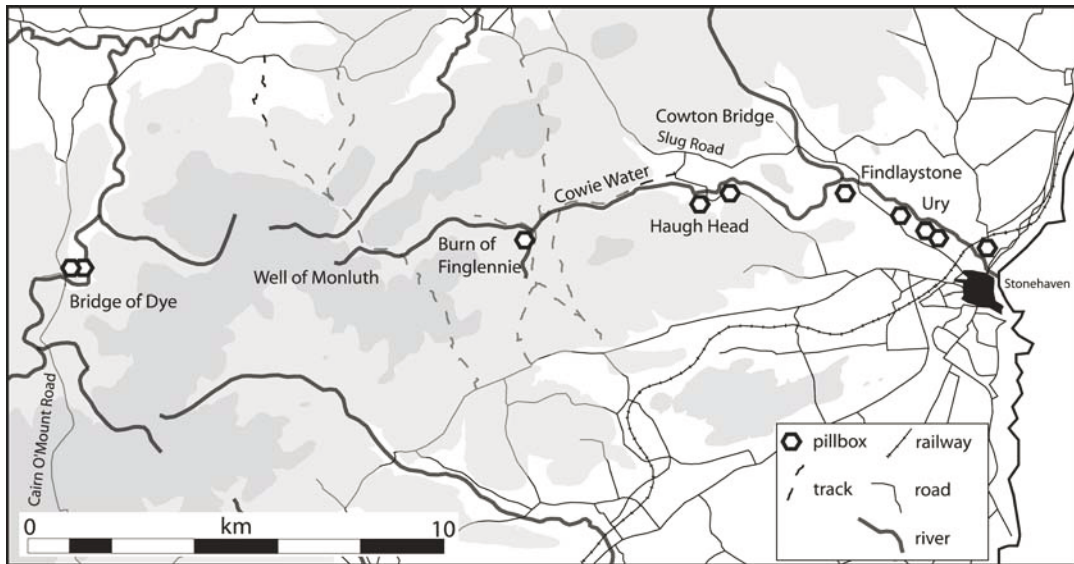 Cowton Bridge
Slug Road
Findlaystone
Cowie Water
Ury
Haugh Head
Burn of
Finglennie
Well of Monluth
Bridge of Dye
Stonehaven
Cairn O'Mount Road
0 km 10
pillbox
railway
track
road
river